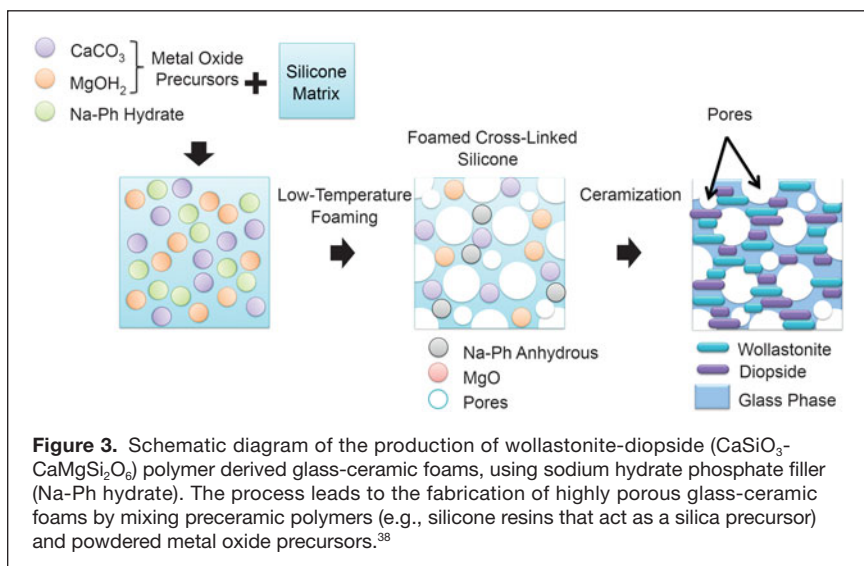 CaCO₃
MgOH₂
Metal Oxide
Precursors
+
Silicone
Matrix
Na-Ph Hydrate
Low-Temperature
Foaming
Foamed Cross-Linked
Silicone
Ceramization
Pores
Na-Ph Anhydrous
MgO
Pores
Wollastonite
Diopside
Glass Phase
Figure 3. Schematic diagram of the production of wollastonite-diopside (CaSiO₃-
CaMgSi₂O₆) polymer derived glass-ceramic foams, using sodium hydrate phosphate filler
(Na-Ph hydrate). The process leads to the fabrication of highly porous glass-ceramic
foams by mixing preceramic polymers (e.g., silicone resins that act as a silica precursor)
and powdered metal oxide precursors.³⁸